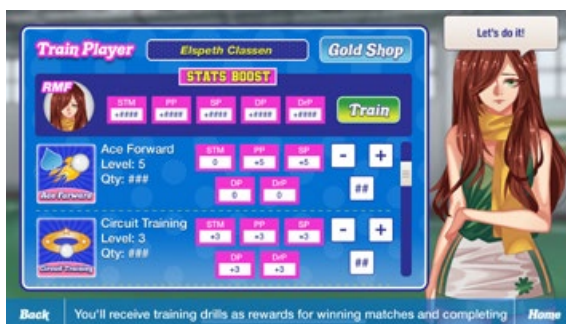 Let's do it!
Train Player
Elspeth Classen
Gold Shop
STATS BOOST
RMF
STM PP SP DP DrP
+#### +#### +#### +#### +####
Train
Ace Forward
Level: 5
Qty: ###
Ace Forward
STM PP SP
0 +5 +5
DP DrP
0 0
- +
##
Circuit Training
Level: 3
Qty: ###
Circuit Training
STM PP SP
+3 +3 +3
DP DrP
+3 +3
- +
##
Back
You'll receive training drills as rewards for winning matches and completing
Home